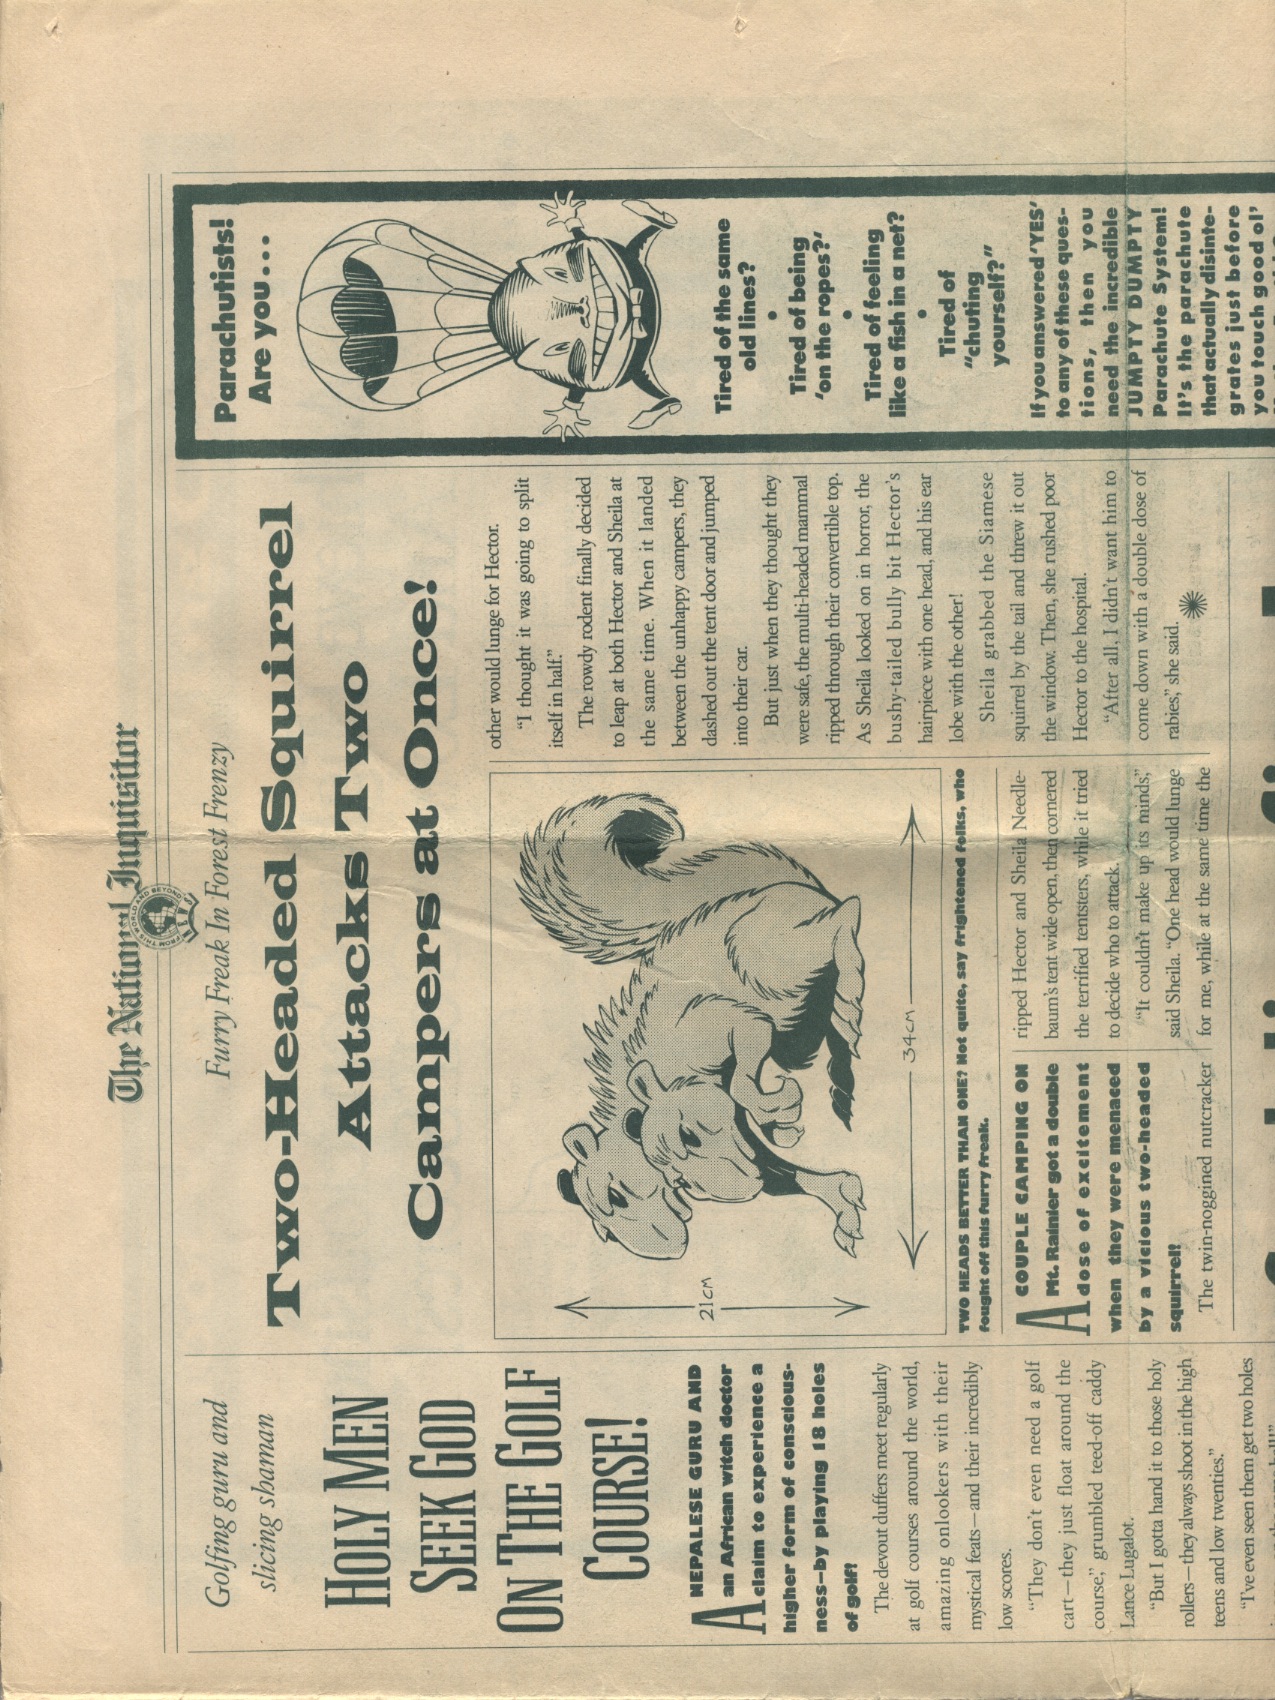 The National Inquisitor
FROM THIS WORLD AND BEYOND
NEWS
Golfing guru and
slicing shaman
HOLY MEN
SEEK GOD
ON THE GOLF
COURSE!
A NEPALESE GURU AND
an African witch doctor
claim to experience a
higher form of conscious-
ness—by playing 18 holes
of golf!
The devout duffers meet regularly
at golf courses around the world,
amazing onlookers with their
mystical feats—and their incredibly
low scores.
“They don’t even need a golf
cart—they just float around the
course,” grumbled teed-off caddy
Lance Lugalot.
“But I gotta hand it to those holy
rollers—they always shoot in the high
teens and low twenties.”
“I’ve even seen them get two holes
Furry Freak In Forest Frenzy
Two-Headed Squirrel
Attacks Two
Campers at Once!
21CM
34CM
TWO HEADS BETTER THAN ONE? Not quite, say frightened folks, who
fought off this furry freak.
A COUPLE CAMPING ON
Mt. Rainier got a double
dose of excitement
when they were menaced
by a vicious two-headed
squirrel!
The twin-noggined nutcracker
ripped Hector and Sheila Needle-
baum’s tent wide open, then cornered
the terrified tentsters, while it tried
to decide who to attack.
“It couldn’t make up its minds,”
said Sheila. “One head would lunge
for me, while at the same time the
other would lunge for Hector.
“I thought it was going to split
itself in half.”
The rowdy rodent finally decided
to leap at both Hector and Sheila at
the same time. When it landed
between the unhappy campers, they
dashed out the tent door and jumped
into their car.
But just when they thought they
were safe, the multi-headed mammal
ripped through their convertible top.
As Sheila looked on in horror, the
bushy-tailed bully bit Hector’s
hairpiece with one head, and his ear
lobe with the other!
Sheila grabbed the Siamese
squirrel by the tail and threw it out
the window. Then, she rushed poor
Hector to the hospital.
“After all, I didn’t want him to
come down with a double dose of
rabies,” she said.
Parachutists!
Are you...
Tired of the same
old lines?
•
Tired of being
‘on the ropes?’
•
Tired of feeling
like a fish in a net?
•
Tired of
“chuting
yourself?”
If you answered ‘YES’
to any of these ques-
tions, then you
need the incredible
JUMPTY DUMPTY
Parachute System!
It’s the parachute
that actually disinte-
grates just before
you touch good ol’